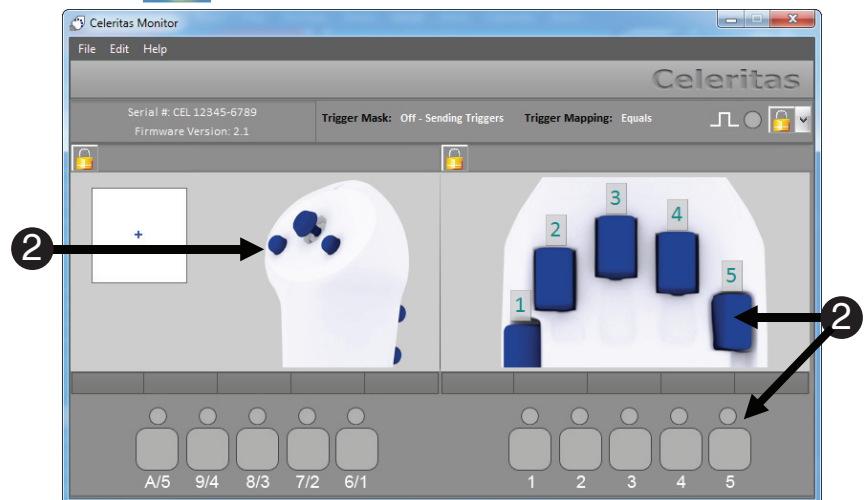 Celeritas Monitor
File Edit Help
Celeritas
Serial #: CEL 12345-6789
Firmware Version: 2.1
Trigger Mask: Off - Sending Triggers Trigger Mapping: Equals
2
1
2
3
4
5
2
A/5 9/4 8/3 7/2 6/1
1 2 3 4 5